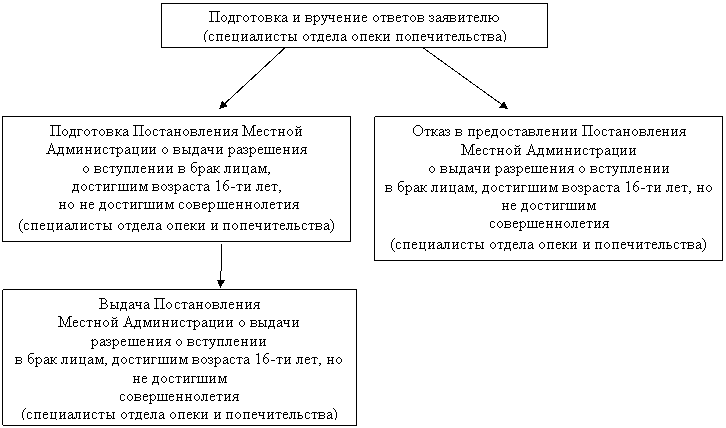 Подготовка и вручение ответов заявителю
(специалисты отдела опеки попечительства)
Подготовка Постановления Местной
Администрации о выдачи разрешения
о вступлении в брак лицам,
достигшим возраста 16-ти лет,
но не достигшим совершеннолетия
(специалисты отдела опеки и попечительства)
Отказ в предоставлении Постановления
Местной Администрации
о выдачи разрешения о вступлении
в брак лицам, достигшим возраста 16-ти лет, но
не достигшим
совершеннолетия
(специалисты отдела опеки и попечительства)
Выдача Постановления
Местной Администрации о выдачи
разрешения о вступлении
в брак лицам, достигшим возраста 16-ти лет, но
не достигшим
совершеннолетия
(специалисты отдела опеки и попечительства)